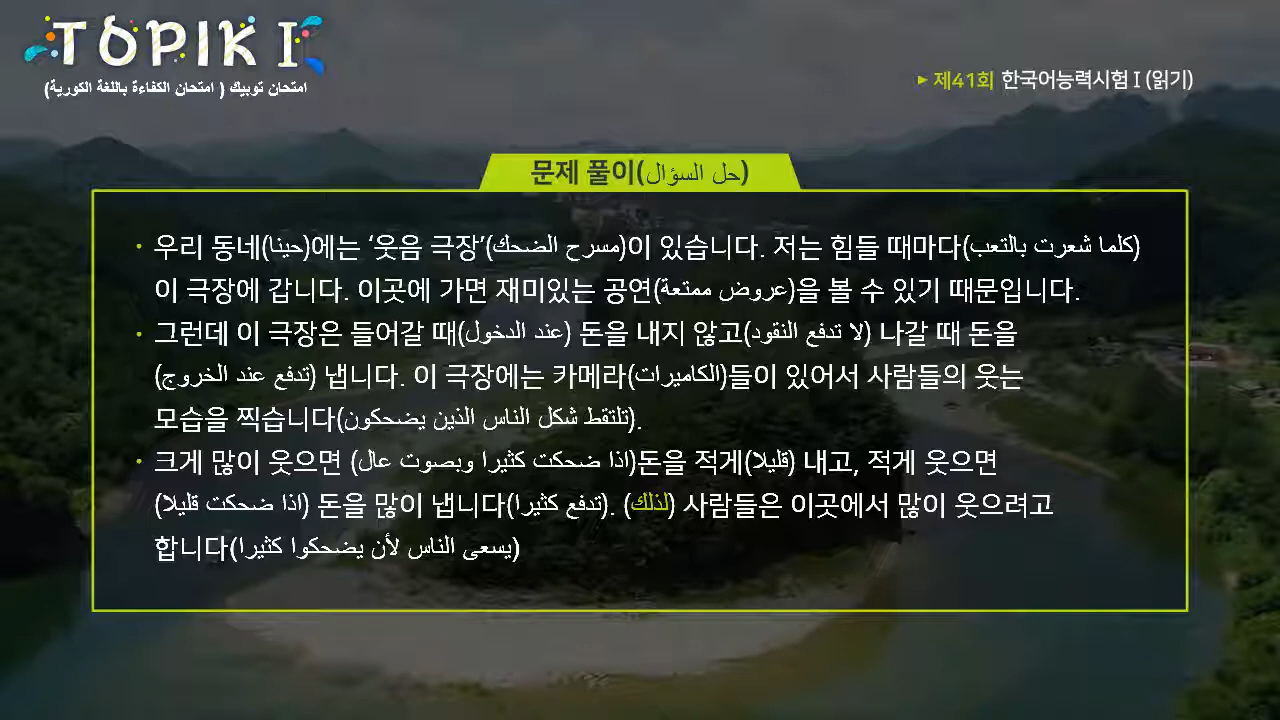 TOPIK I
امتحان توبيك ( امتحان الكفاءة باللغة الكورية)
▸ 제41회 한국어능력시험 I (읽기)
문제 풀이(حل السؤال)
• 우리 동네(حينا)에는 ‘웃음 극장’(مسرح الضحك)이 있습니다. 저는 힘들 때마다(كلما شعرت بالتعب)
이 극장에 갑니다. 이곳에 가면 재미있는 공연(عروض ممتعة)을 볼 수 있기 때문입니다.
• 그런데 이 극장은 들어갈 때(عند الدخول) 돈을 내지 않고(لا تدفع النقود) 나갈 때 돈을
(تدفع عند الخروج) 냅니다. 이 극장에는 카메라(الكاميرات)들이 있어서 사람들의 웃는
모습을 찍습니다(تلتقط شكل الناس الذين يضحكون).
• 크게 많이 웃으면 (اذا ضحكت كثيرا وبصوت عال)돈을 적게(قليلا) 내고, 적게 웃으면
(اذا ضحكت قليلا) 돈을 많이 냅니다(تدفع كثيرا). (لذلك) 사람들은 이곳에서 많이 웃으려고
합니다(يسعى الناس لأن يضحكوا كثيرا)